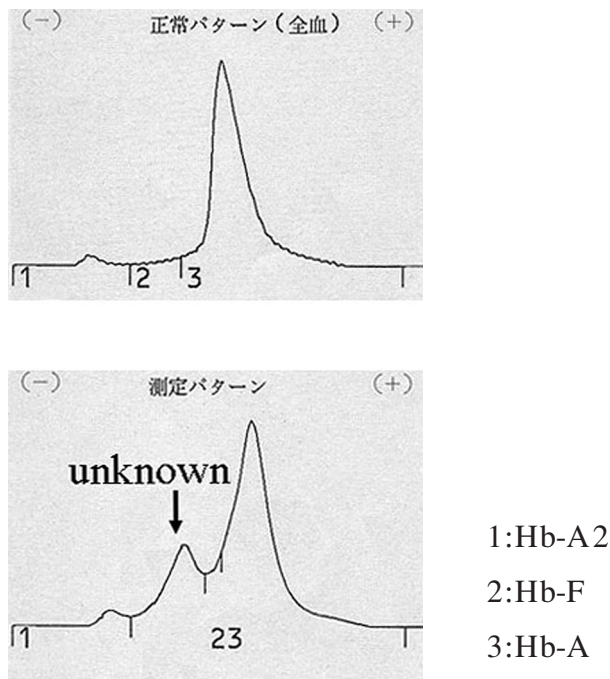 (−) 正常パターン(全血) (+)
1 2 3
(−) 測定パターン (+)
unknown
1 23
1:Hb-A2
2:Hb-F
3:Hb-A